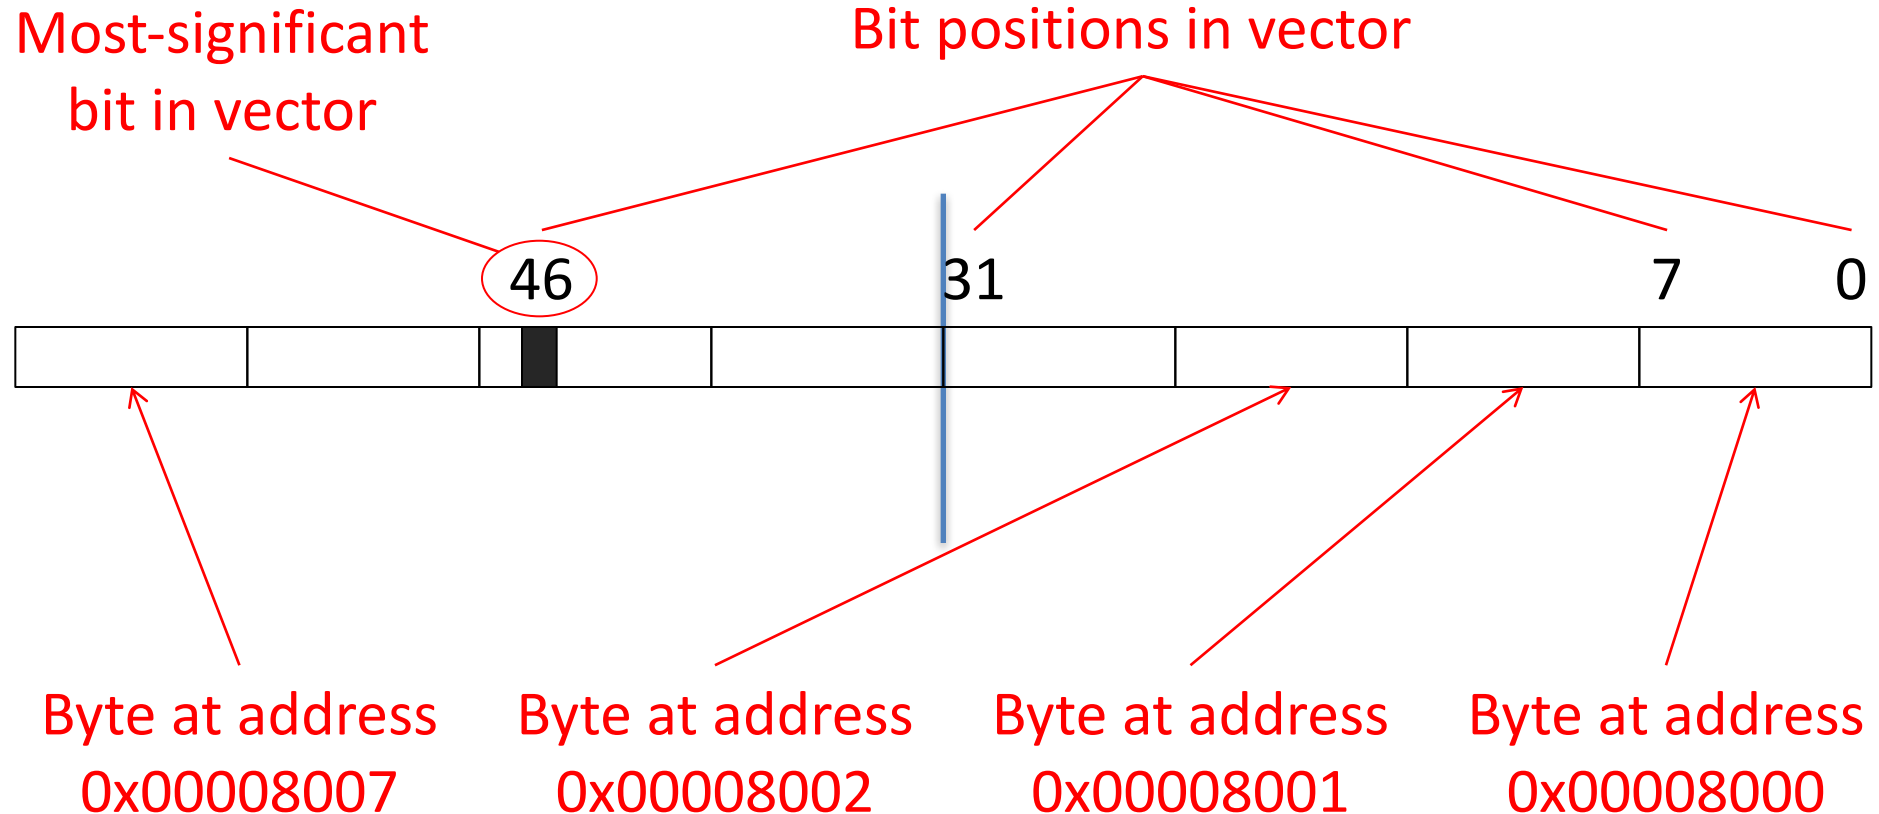 Most-significant
bit in vector
Bit positions in vector
46
31
7
0
Byte at address
0x00008007
Byte at address
0x00008002
Byte at address
0x00008001
Byte at address
0x00008000